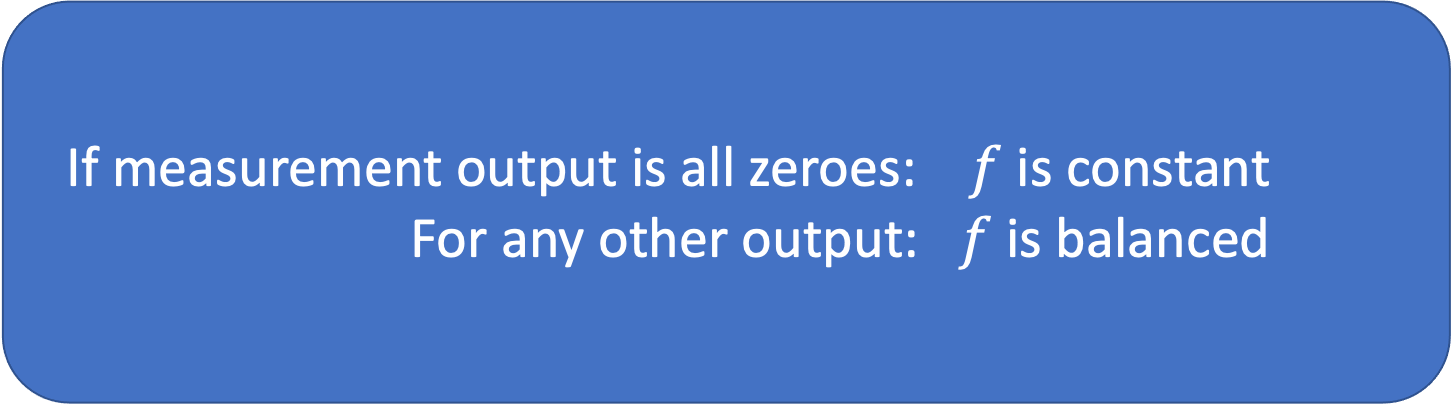 If measurement output is all zeroes: f is constant
For any other output: f is balanced